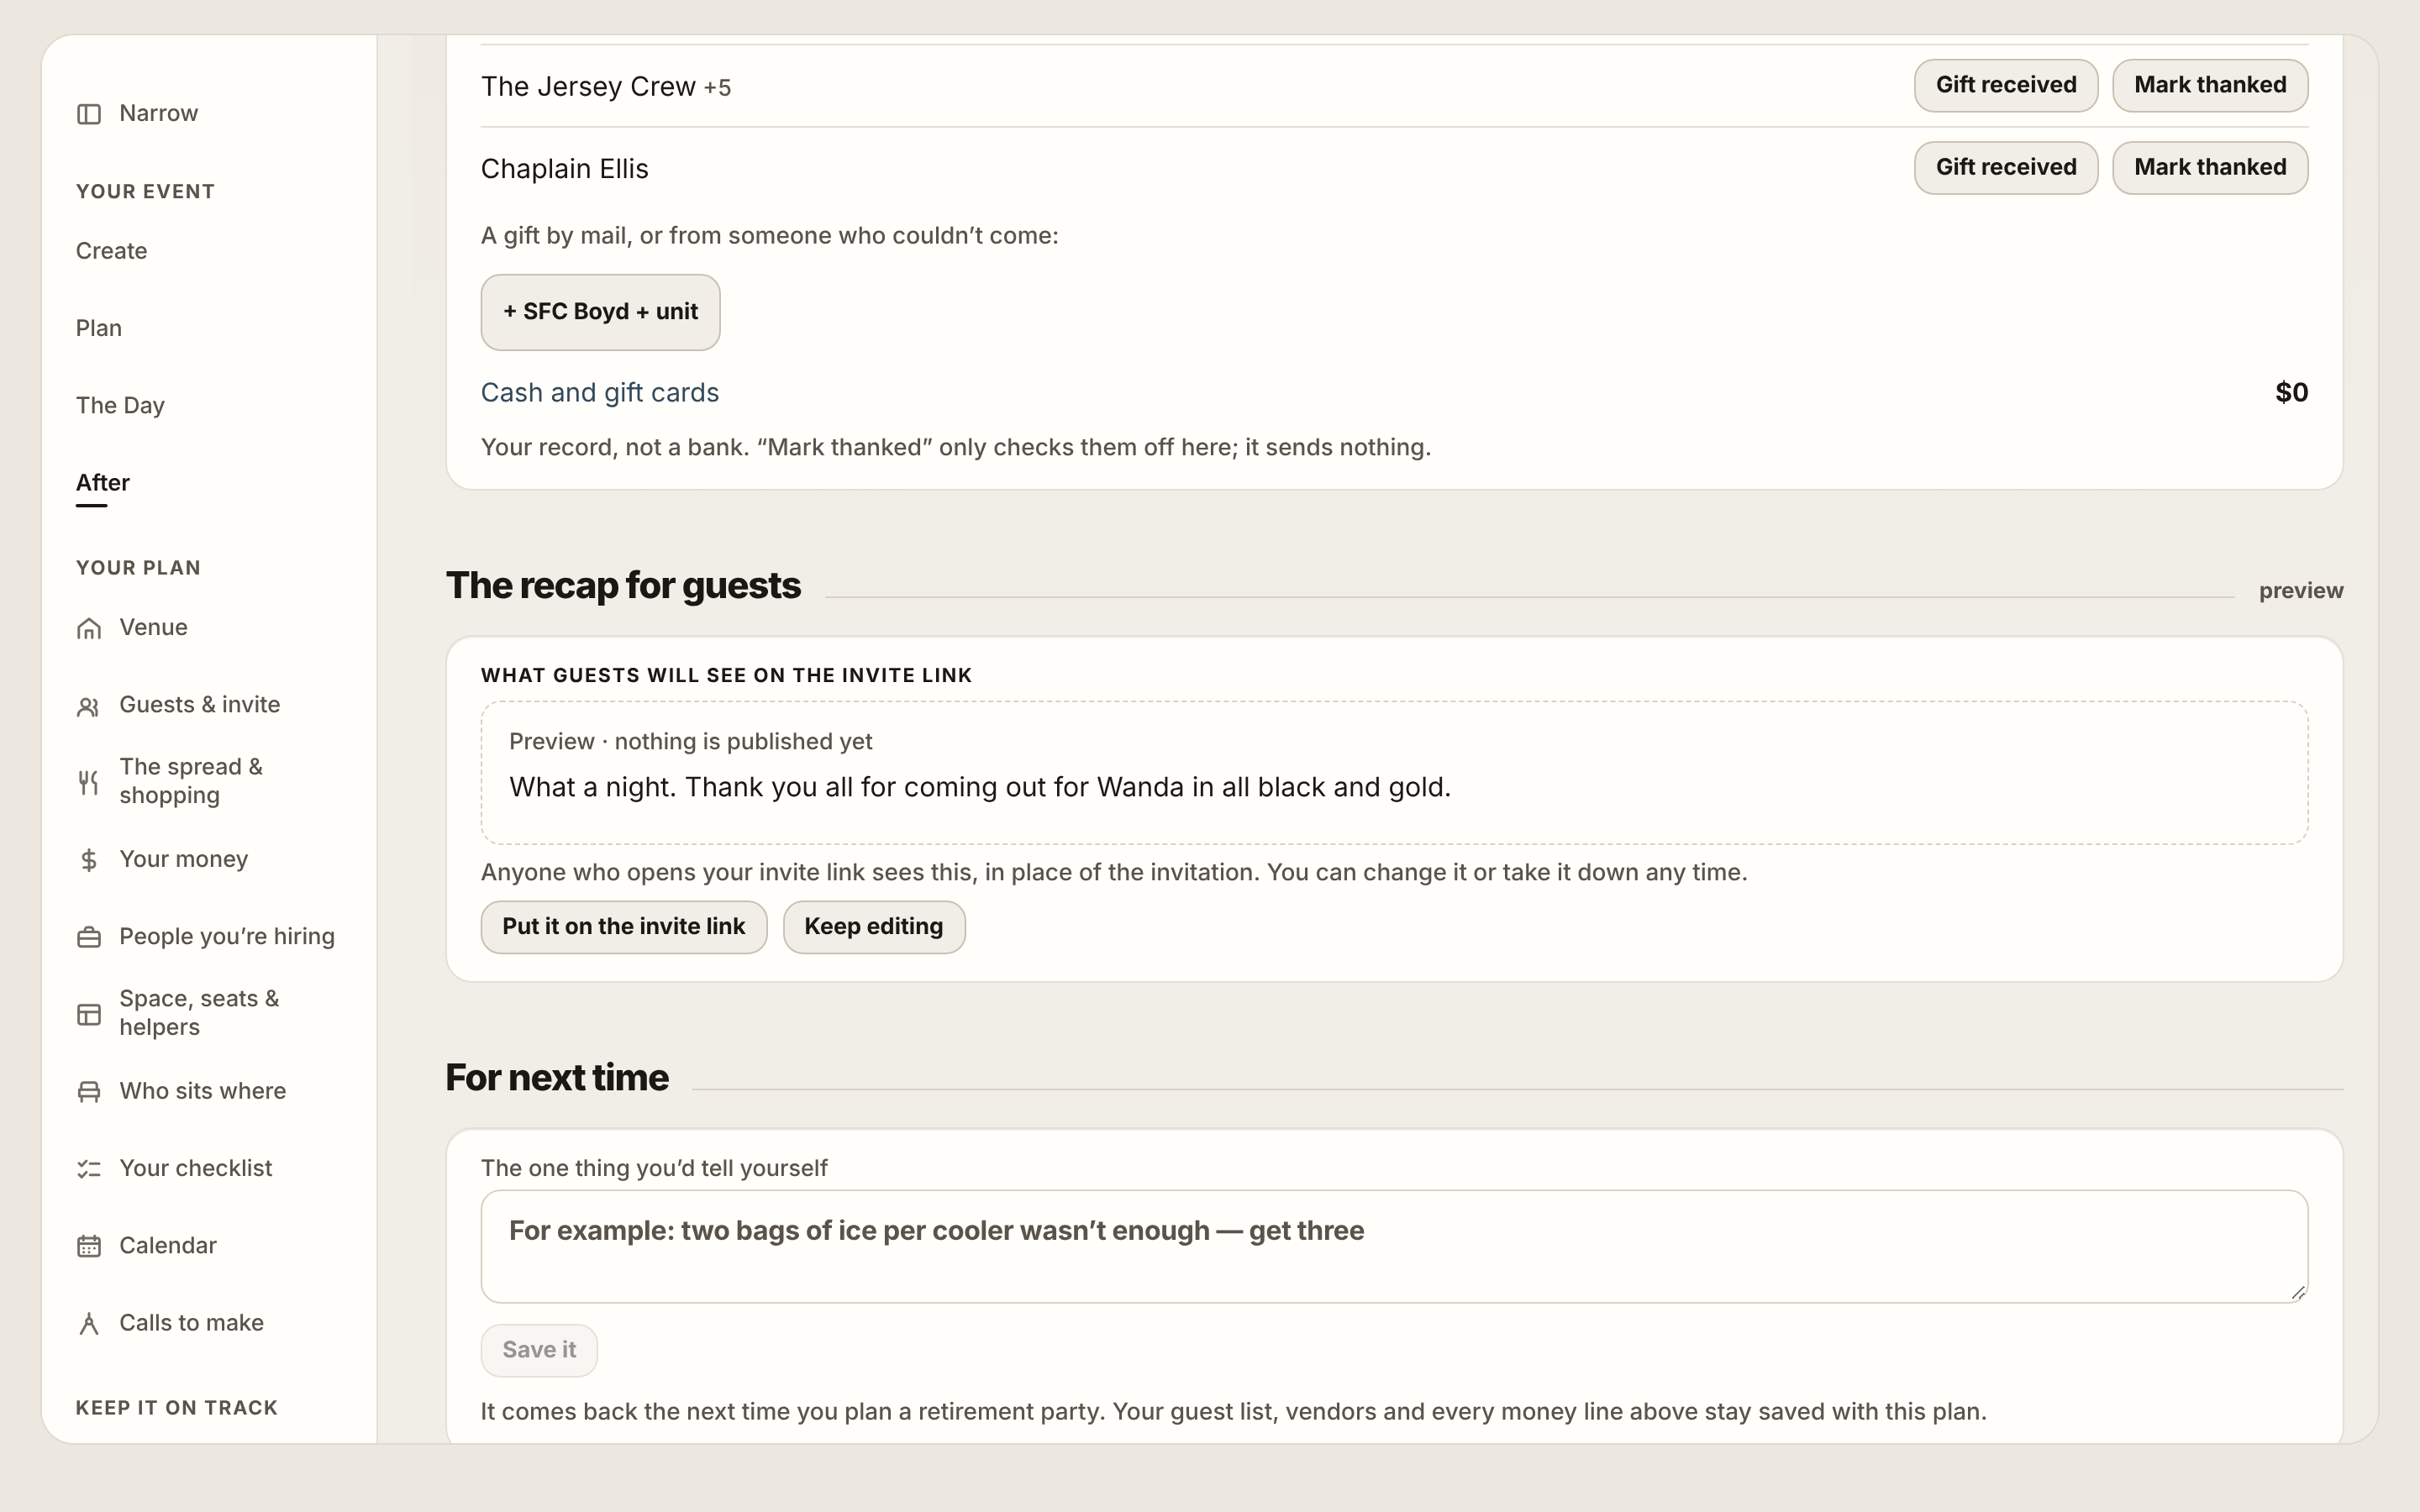 Narrow
YOUR EVENT
Create
Plan
The Day
After
YOUR PLAN
Venue
Guests & invite
The spread &
shopping
Your money
People you’re hiring
Space, seats &
helpers
Who sits where
Your checklist
Calendar
Calls to make
KEEP IT ON TRACK
The Jersey Crew +5
Gift received
Mark thanked
Chaplain Ellis
Gift received
Mark thanked
A gift by mail, or from someone who couldn’t come:
+ SFC Boyd + unit
Cash and gift cards
$0
Your record, not a bank. “Mark thanked” only checks them off here; it sends nothing.
The recap for guests
preview
WHAT GUESTS WILL SEE ON THE INVITE LINK
Preview · nothing is published yet
What a night. Thank you all for coming out for Wanda in all black and gold.
Anyone who opens your invite link sees this, in place of the invitation. You can change it or take it down any time.
Put it on the invite link
Keep editing
For next time
The one thing you’d tell yourself
For example: two bags of ice per cooler wasn’t enough — get three
Save it
It comes back the next time you plan a retirement party. Your guest list, vendors and every money line above stay saved with this plan.